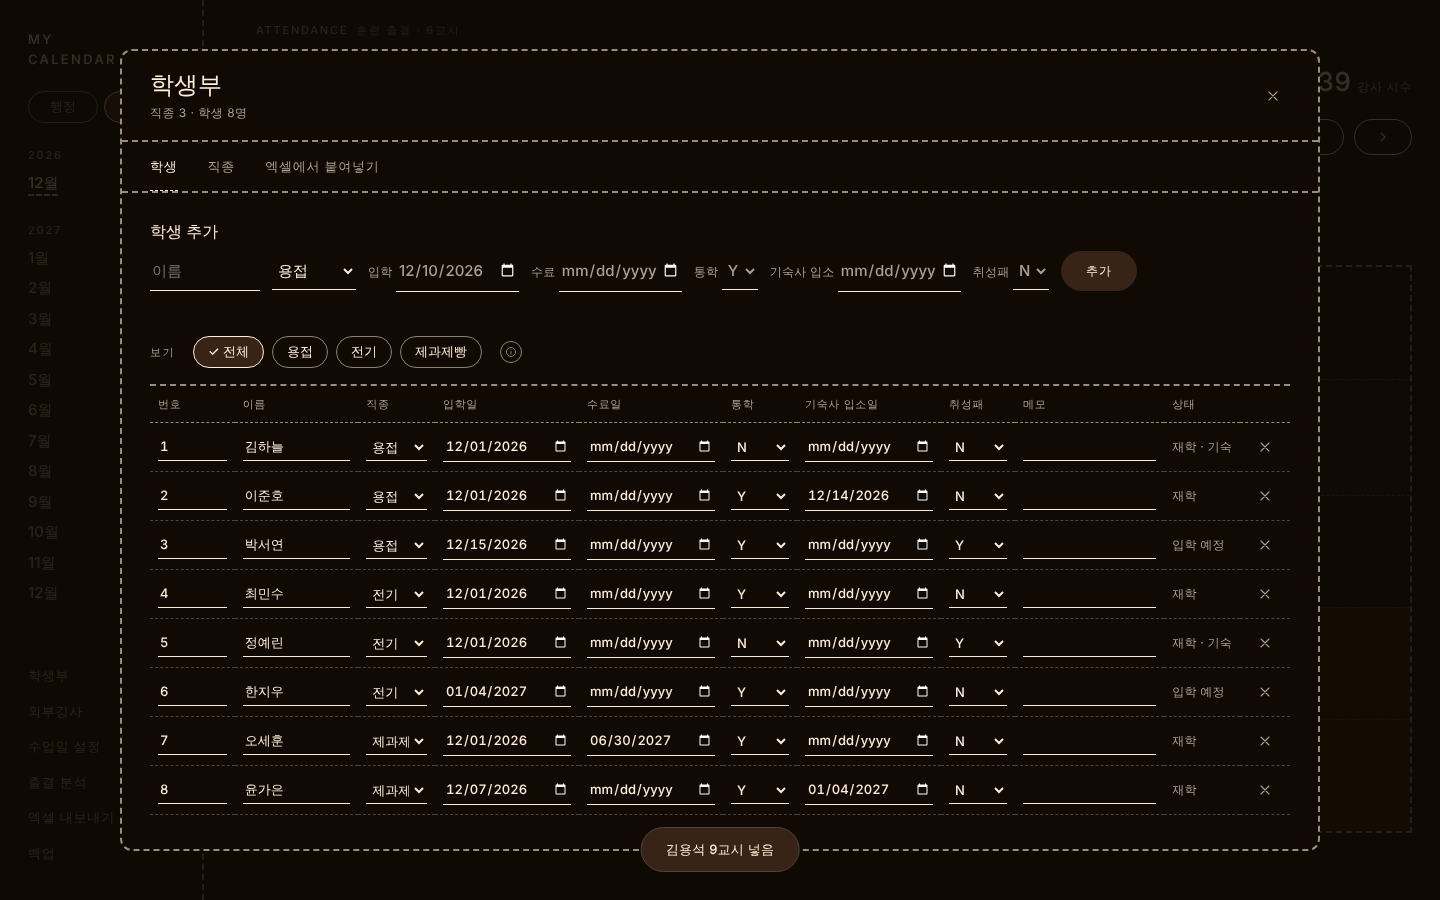 MY
CALENDAR
ATTENDANCE 훈련 출결 · 6교시
행정
39 강사 시수
2026
12월
2027
1월
2월
3월
4월
5월
6월
7월
8월
9월
10월
11월
12월
학생부
외부강사
수업일 설정
출결 분석
엑셀 내보내기
백업
학생부
직종 3 · 학생 8명
학생 직종 엑셀에서 붙여넣기
학생 추가
이름 용접 입학 12/10/2026 수료 mm/dd/yyyy 통학 Y 기숙사 입소 mm/dd/yyyy 취성패 N 추가
보기 전체 용접 전기 제과제빵
번호 이름 직종 입학일 수료일 통학 기숙사 입소일 취성패 메모 상태
1 김하늘 용접 12/01/2026 mm/dd/yyyy N mm/dd/yyyy N 재학 · 기숙
2 이준호 용접 12/01/2026 mm/dd/yyyy Y 12/14/2026 N 재학
3 박서연 용접 12/15/2026 mm/dd/yyyy Y mm/dd/yyyy Y 입학 예정
4 최민수 전기 12/01/2026 mm/dd/yyyy Y mm/dd/yyyy N 재학
5 정예린 전기 12/01/2026 mm/dd/yyyy N mm/dd/yyyy Y 재학 · 기숙
6 한지우 전기 01/04/2027 mm/dd/yyyy Y mm/dd/yyyy N 입학 예정
7 오세훈 제과제 12/01/2026 06/30/2027 Y mm/dd/yyyy N 재학
8 윤가은 제과제 12/07/2026 mm/dd/yyyy Y 01/04/2027 N 재학
김용석 9교시 넣음